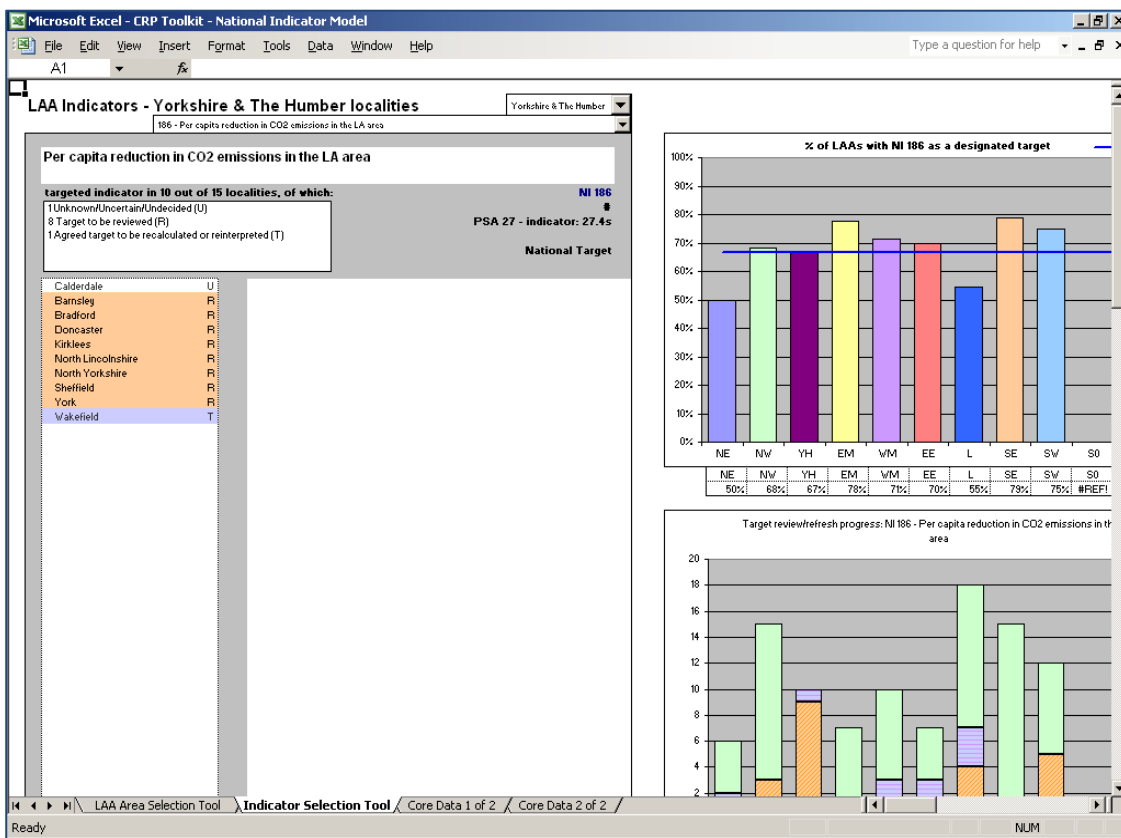 Microsoft Excel - CRP Toolkit - National Indicator Model
File Edit View Insert Format Tools Data Window Help
Type a question for help
A1 fx
LAA Indicators - Yorkshire & The Humber localities
Yorkshire & The Humber
186 - Per capita reduction in CO2 emissions in the LA area
Per capita reduction in CO2 emissions in the LA area
targeted indicator in 10 out of 15 localities, of which:
NI 186
1 Unknown/Uncertain/Undecided (U)
8 Target to be reviewed (R)
1 Agreed target to be recalculated or reinterpreted (T)
#
PSA 27 - indicator: 27.4s
National Target
Calderdale U
Barnsley R
Bradford R
Doncaster R
Kirklees R
North Lincolnshire R
North Yorkshire R
Sheffield R
York R
Wakefield T
% of LAAs with NI 186 as a designated target
100%
90%
80%
70%
60%
50%
40%
30%
20%
10%
0%
NE NW YH EM WM EE L SE SW S0
NE NW YH EM WM EE L SE SW S0
50% 68% 67% 78% 71% 70% 55% 79% 75% #REF!
Target review/refresh progress: NI 186 - Per capita reduction in CO2 emissions in th
area
20
18
16
14
12
10
8
6
4
2
LAA Area Selection Tool Indicator Selection Tool Core Data 1 of 2 Core Data 2 of 2
Ready NUM